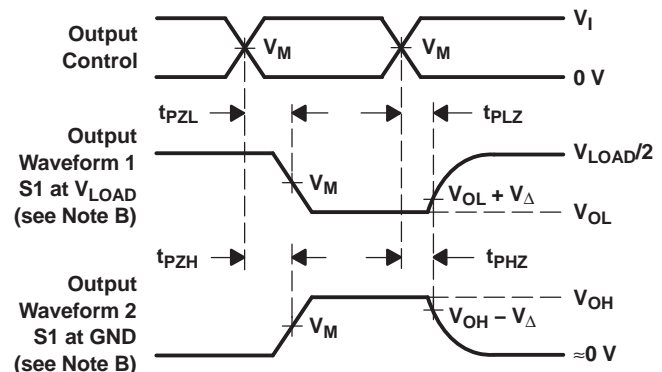 Output
Control
V_I
V_M
V_M
0 V
t_PZL
t_PLZ
Output
Waveform 1
S1 at V_LOAD
(see Note B)
V_LOAD/2
V_M
V_OL + V_Δ
V_OL
t_PZH
t_PHZ
Output
Waveform 2
S1 at GND
(see Note B)
V_OH
V_M
V_OH − V_Δ
≈0 V